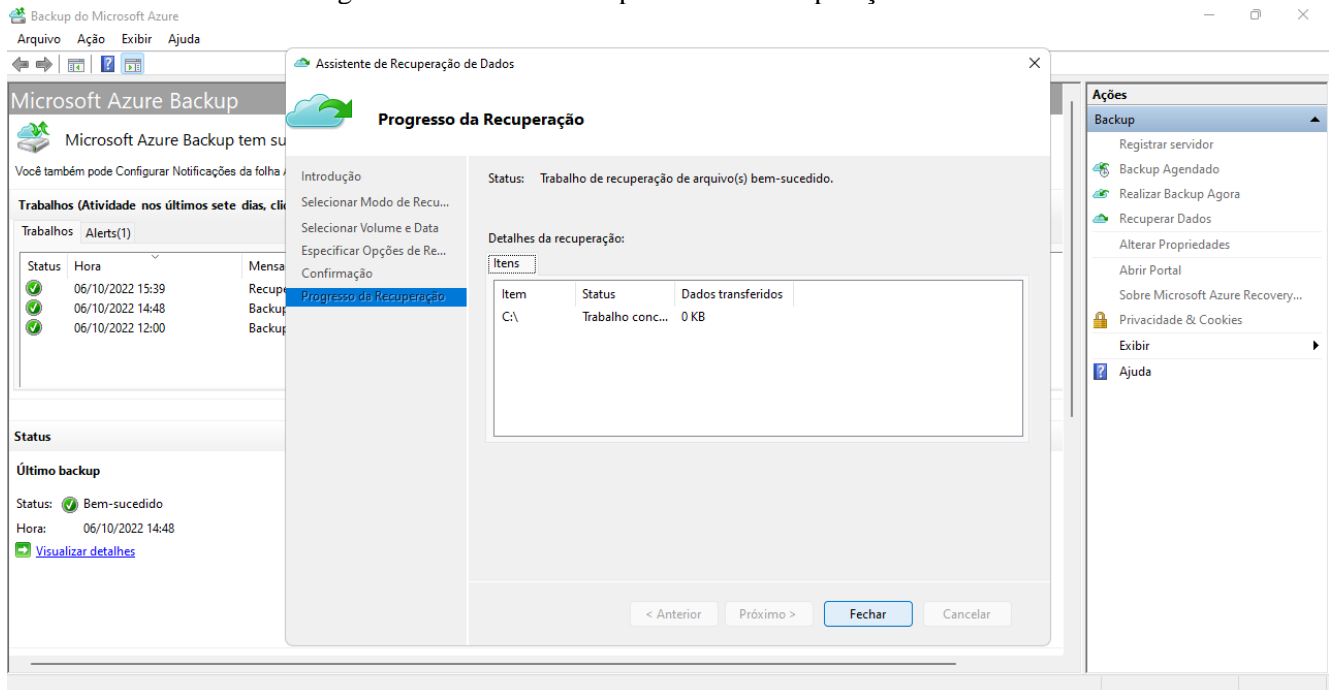 Backup do Microsoft Azure
Arquivo Ação Exibir Ajuda
Microsoft Azure Backup
Microsoft Azure Backup tem su
Você também pode Configurar Notificações da folha
Trabalhos (Atividade nos últimos sete dias, cli
Trabalhos Alerts(1)
Status Hora Mensa
06/10/2022 15:39 Recupe
06/10/2022 14:48 Backup
06/10/2022 12:00 Backup
Status
Último backup
Status: Bem-sucedido
Hora: 06/10/2022 14:48
Visualizar detalhes
Assistente de Recuperação de Dados
Progresso da Recuperação
Introdução
Selecionar Modo de Recu...
Selecionar Volume e Data
Especificar Opções de Re...
Confirmação
Progresso da Recuperação
Status: Trabalho de recuperação de arquivo(s) bem-sucedido.
Detalhes da recuperação:
Itens
Item Status Dados transferidos
C:\ Trabalho conc... 0 KB
< Anterior Próximo > Fechar Cancelar
Ações
Backup
Registrar servidor
Backup Agendado
Realizar Backup Agora
Recuperar Dados
Alterar Propriedades
Abrir Portal
Sobre Microsoft Azure Recovery...
Privacidade & Cookies
Exibir
Ajuda